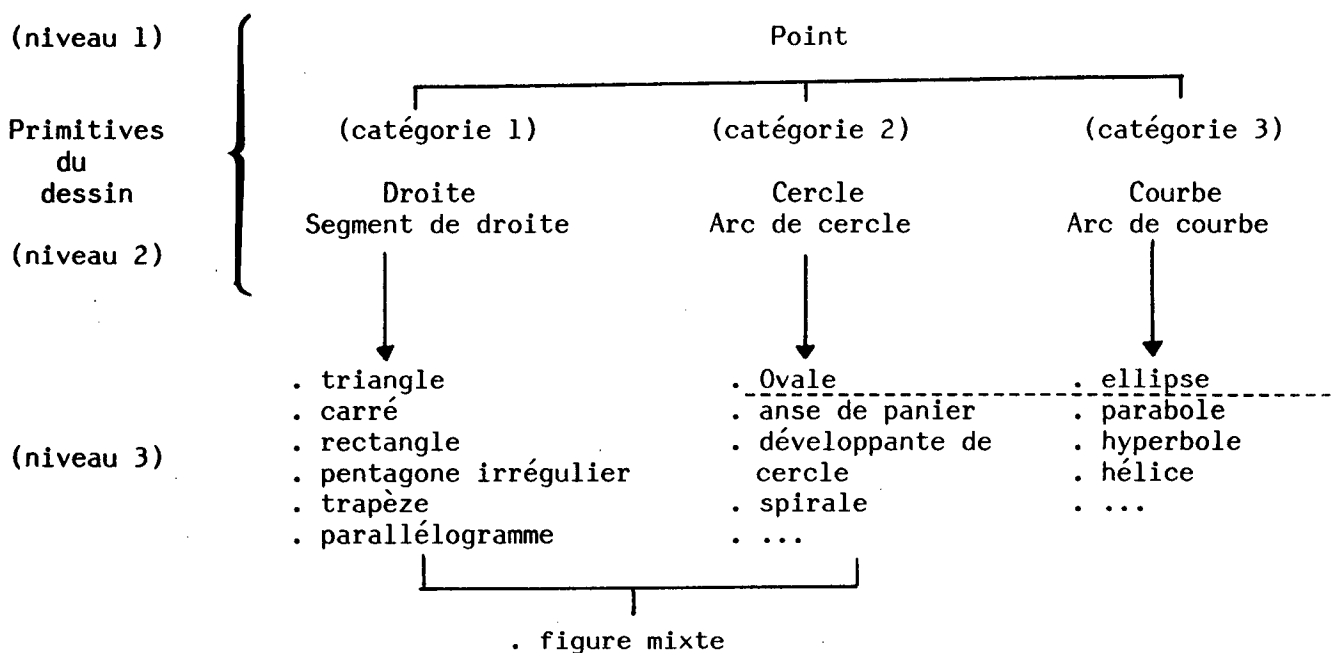 (niveau 1) Point
Primitives (catégorie 1) (catégorie 2) (catégorie 3)
du
dessin Droite Cercle Courbe
Segment de droite Arc de cercle Arc de courbe
(niveau 2)
. triangle . Ovale . ellipse
. carré . anse de panier . parabole
. rectangle . développante de . hyperbole
(niveau 3) . pentagone irrégulier cercle . hélice
. trapèze . spirale . ...
. parallélogramme . ...
. figure mixte